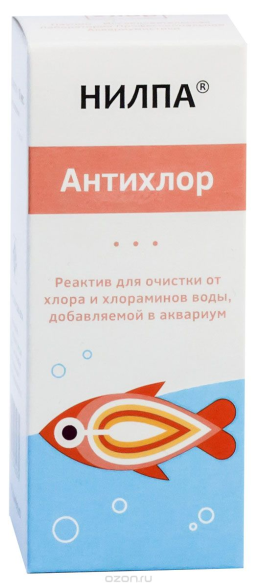 НИЛПА®
Антихлор
Реактив для очистки от
хлора и хлораминов воды,
добавляемой в аквариум
ozon.ru